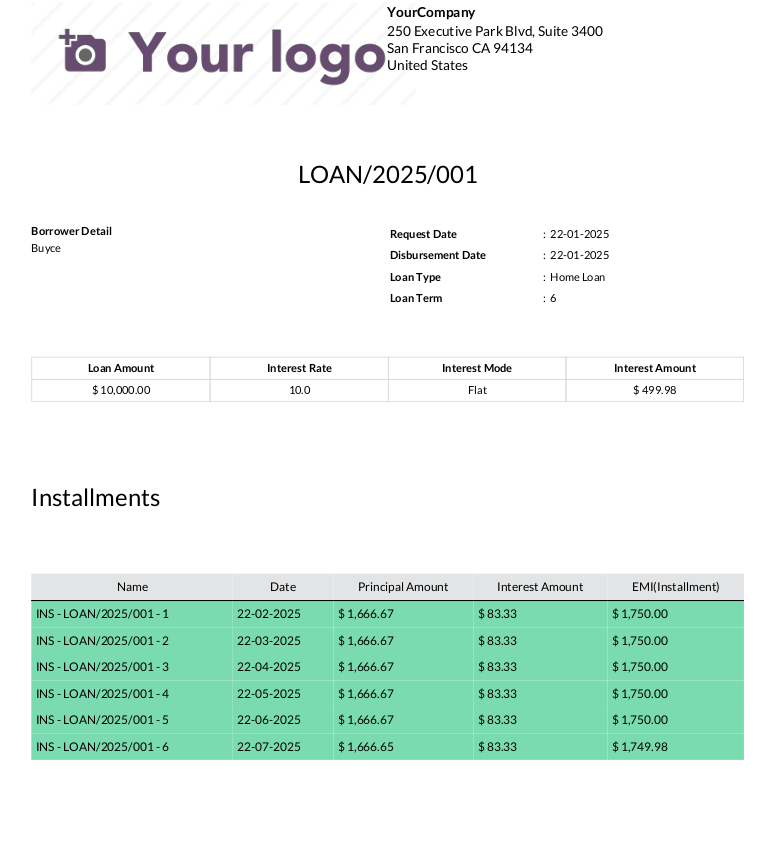 Your logo
YourCompany
250 Executive Park Blvd, Suite 3400
San Francisco CA 94134
United States
LOAN/2025/001
Borrower Detail
Buyce
Request Date : 22-01-2025
Disbursement Date : 22-01-2025
Loan Type : Home Loan
Loan Term : 6
Loan Amount Interest Rate Interest Mode Interest Amount
$ 10,000.00 10.0 Flat $ 499.98
Installments
Name Date Principal Amount Interest Amount EMI(Installment)
INS - LOAN/2025/001 - 1 22-02-2025 $ 1,666.67 $ 83.33 $ 1,750.00
INS - LOAN/2025/001 - 2 22-03-2025 $ 1,666.67 $ 83.33 $ 1,750.00
INS - LOAN/2025/001 - 3 22-04-2025 $ 1,666.67 $ 83.33 $ 1,750.00
INS - LOAN/2025/001 - 4 22-05-2025 $ 1,666.67 $ 83.33 $ 1,750.00
INS - LOAN/2025/001 - 5 22-06-2025 $ 1,666.67 $ 83.33 $ 1,750.00
INS - LOAN/2025/001 - 6 22-07-2025 $ 1,666.65 $ 83.33 $ 1,749.98